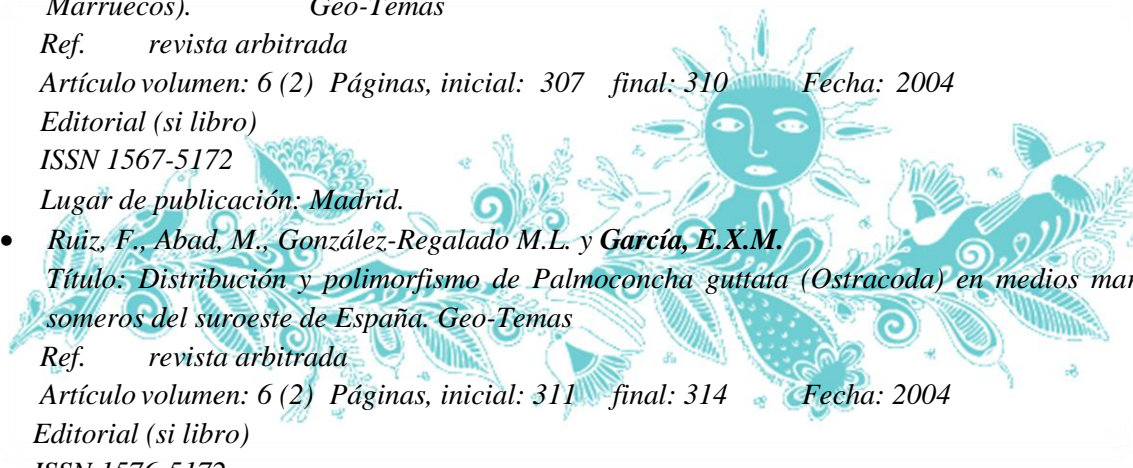 Marruecos). Geo-Temas
Ref. revista arbitrada
Artículo volumen: 6 (2) Páginas, inicial: 307 final: 310 Fecha: 2004
Editorial (si libro)
ISSN 1567-5172
Lugar de publicación: Madrid.
• Ruiz, F., Abad, M., González-Regalado M.L. y García, E.X.M.
Título: Distribución y polimorfismo de Palmoconcha guttata (Ostracoda) en medios mar
someros del suroeste de España. Geo-Temas
Ref. revista arbitrada
Artículo volumen: 6 (2) Páginas, inicial: 311 final: 314 Fecha: 2004
Editorial (si libro)
ISSN 1576-5172